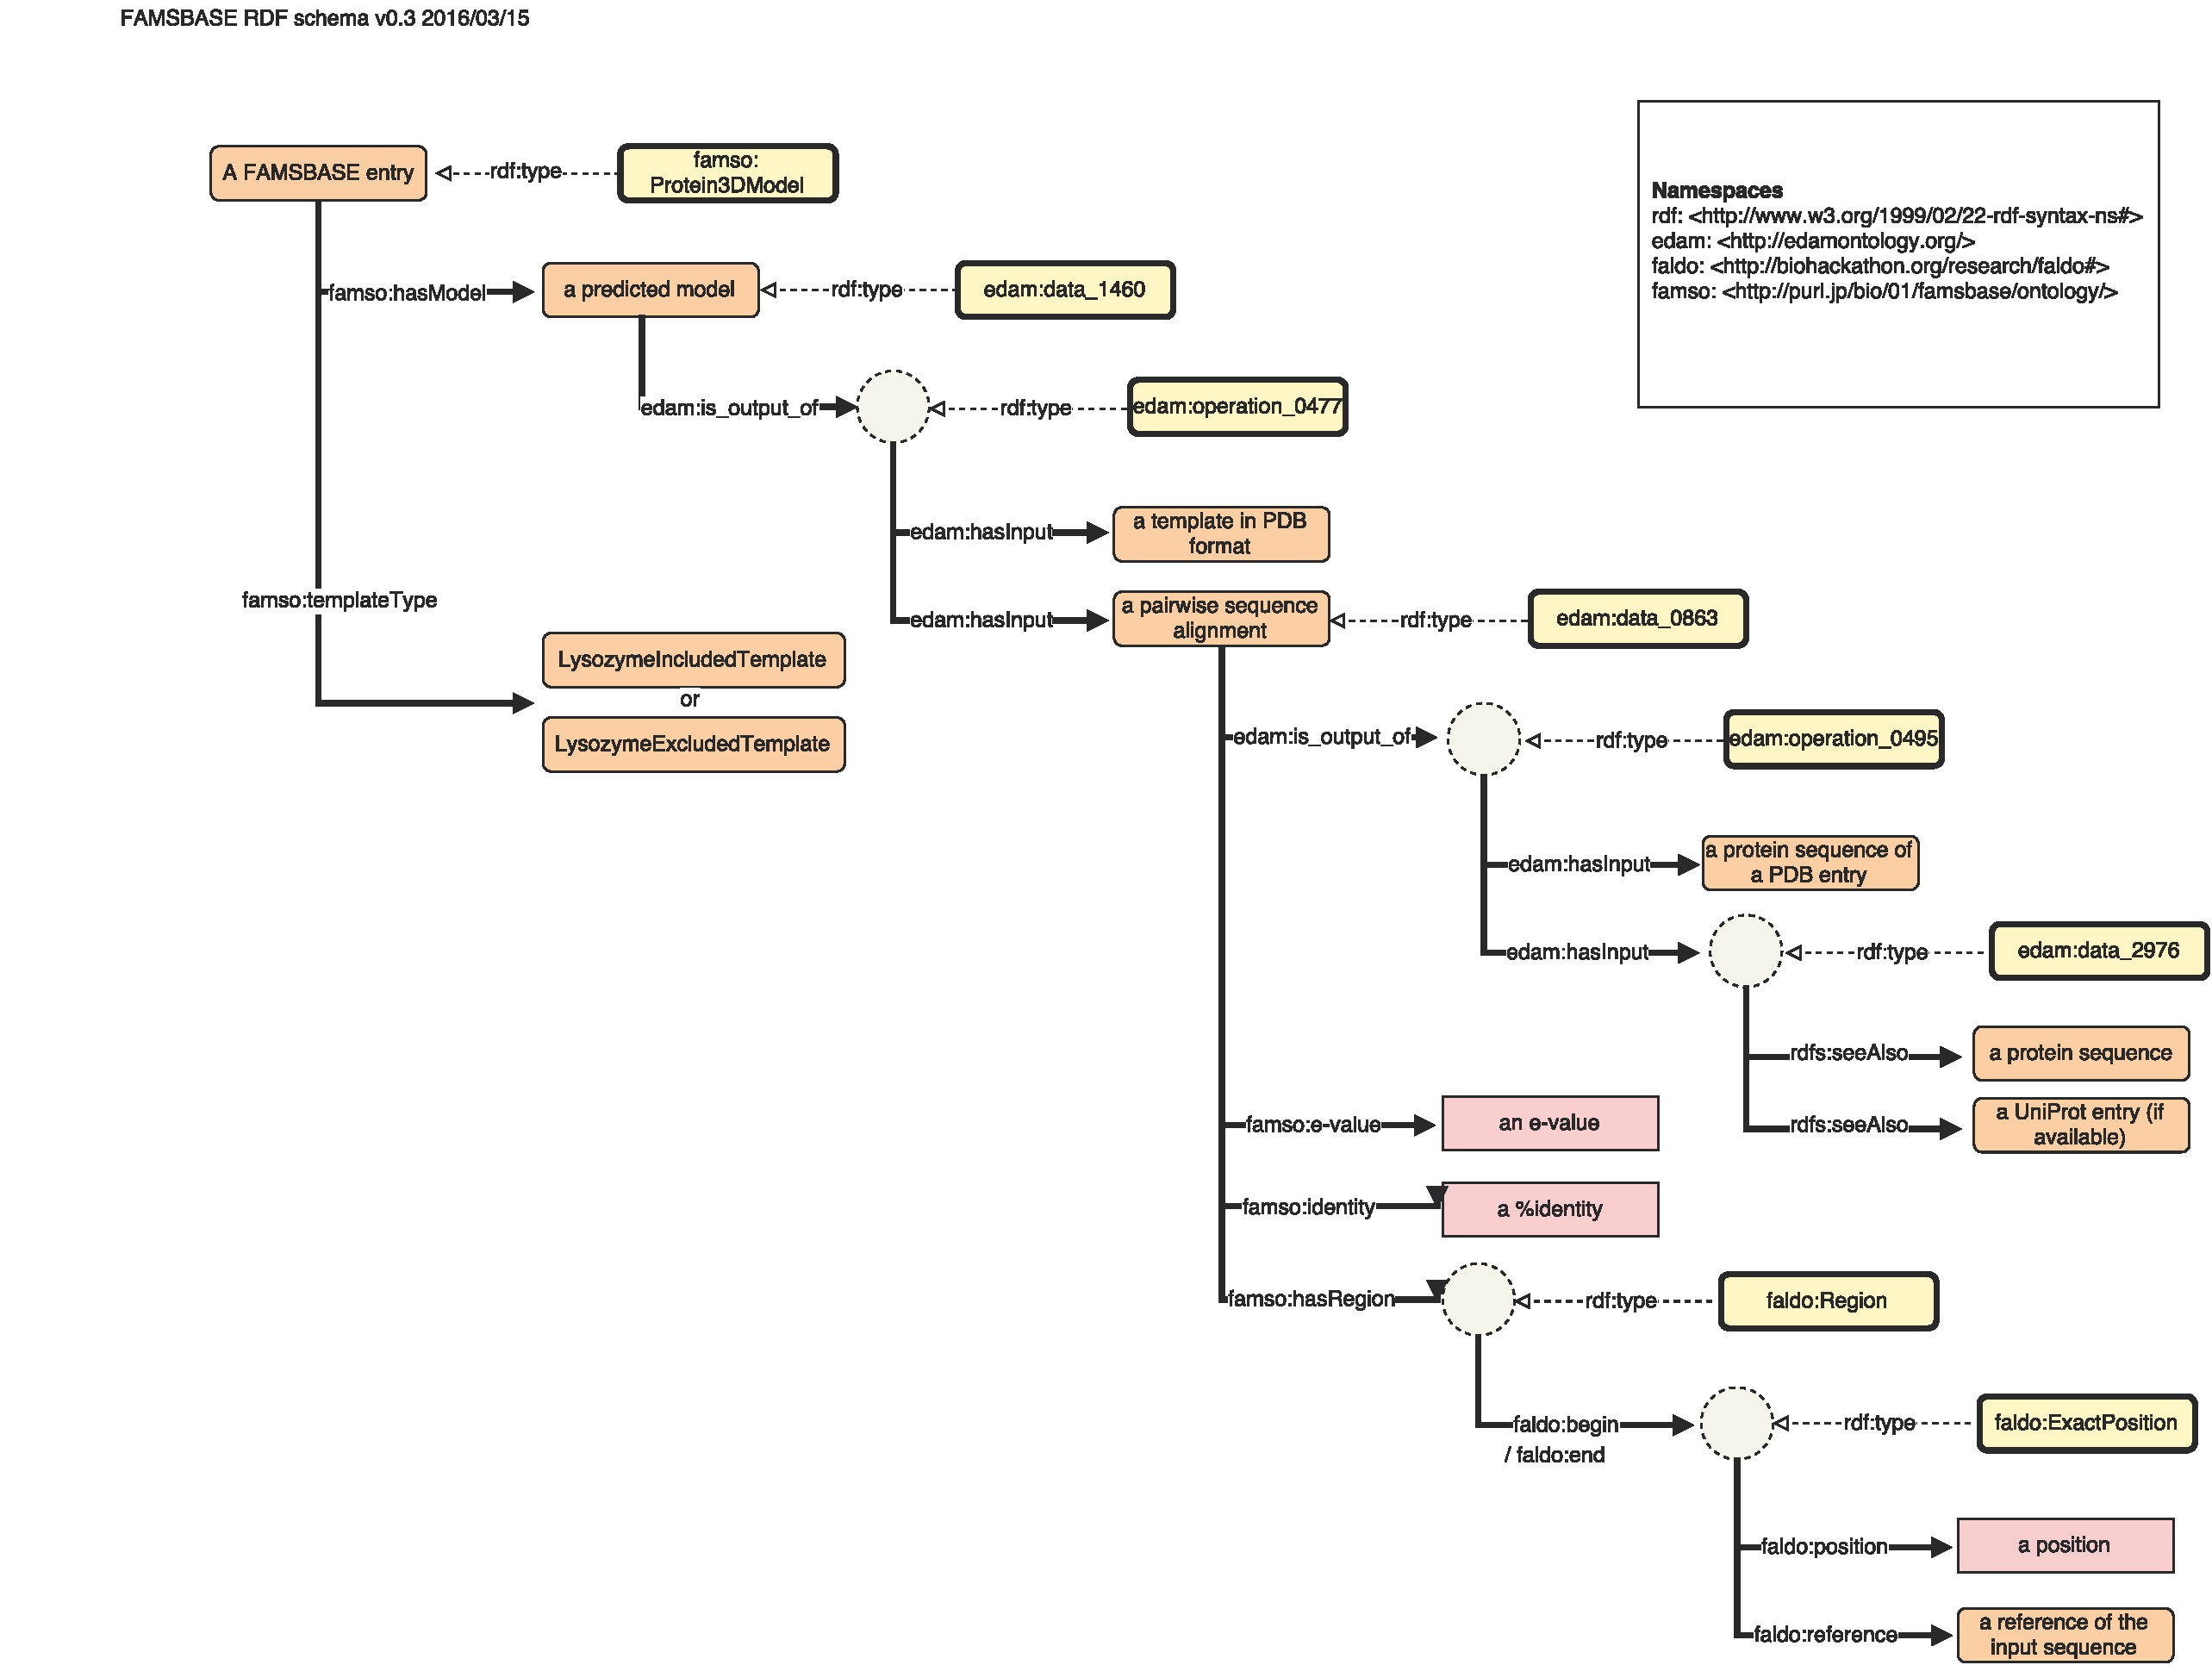 FAMSBASE RDF schema v0.3 2016/03/15
A FAMSBASE entry
rdf:type
famso:
Protein3DModel
Namespaces
rdf: <http://www.w3.org/1999/02/22-rdf-syntax-ns#>
edam: <http://edamontology.org/>
faldo: <http://biohackathon.org/research/faldo#>
famso: <http://purl.jp/bio/01/famsbase/ontology/>
famso:hasModel
a predicted model
rdf:type
edam:data_1460
edam:is_output_of
rdf:type
edam:operation_0477
edam:hasInput
a template in PDB
format
famso:templateType
edam:hasInput
a pairwise sequence
alignment
rdf:type
edam:data_0863
LysozymeIncludedTemplate
or
LysozymeExcludedTemplate
edam:is_output_of
rdf:type
edam:operation_0495
edam:hasInput
a protein sequence of
a PDB entry
edam:hasInput
rdf:type
edam:data_2976
rdfs:seeAlso
a protein sequence
rdfs:seeAlso
a UniProt entry (if
available)
famso:e-value
an e-value
famso:identity
a %identity
famso:hasRegion
rdf:type
faldo:Region
faldo:begin
/ faldo:end
rdf:type
faldo:ExactPosition
faldo:position
a position
faldo:reference
a reference of the
input sequence